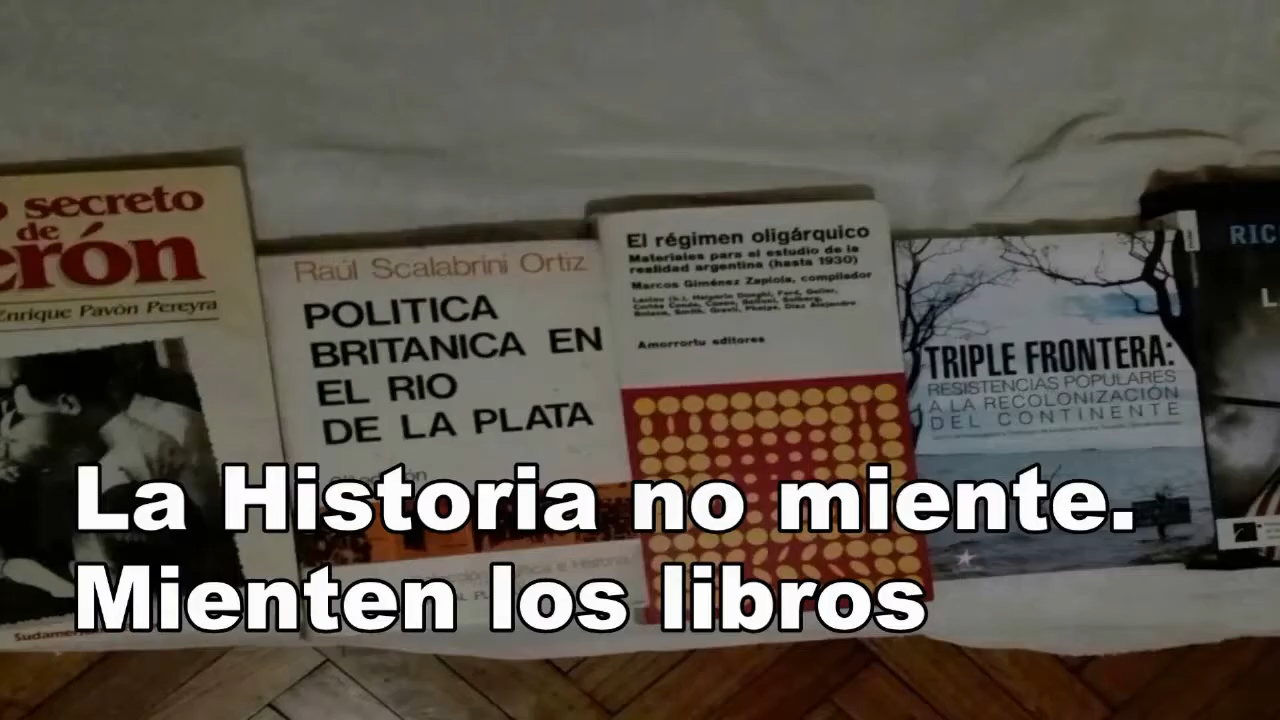 secreto
de
erón
Enrique Pavón Pereyra
Sudameri
Raúl Scalabrini Ortiz
POLITICA
BRITANICA EN
EL RIO
DE LA PLATA
El régimen oligárquico
Materiales para el estudio de la
realidad argentina (hasta 1930)
Marcos Giménez Zapiola, compilador
Amorrortu editores
TRIPLE FRONTERA:
RESISTENCIAS POPULARES
A LA RECOLONIZACIÓN
DEL CONTINENTE
RIC
L
La Historia no miente.
Mienten los libros